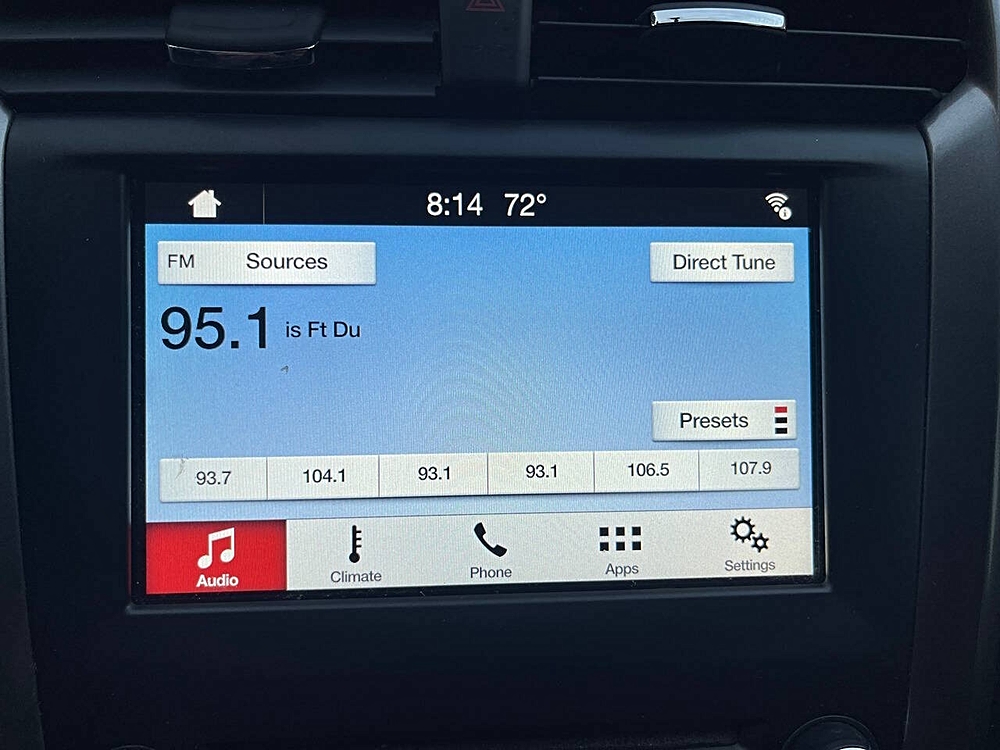 8:14 72°
FM Sources
Direct Tune
95.1 is Ft Du
Presets
93.7 104.1 93.1 93.1 106.5 107.9
Audio Climate Phone Apps Settings